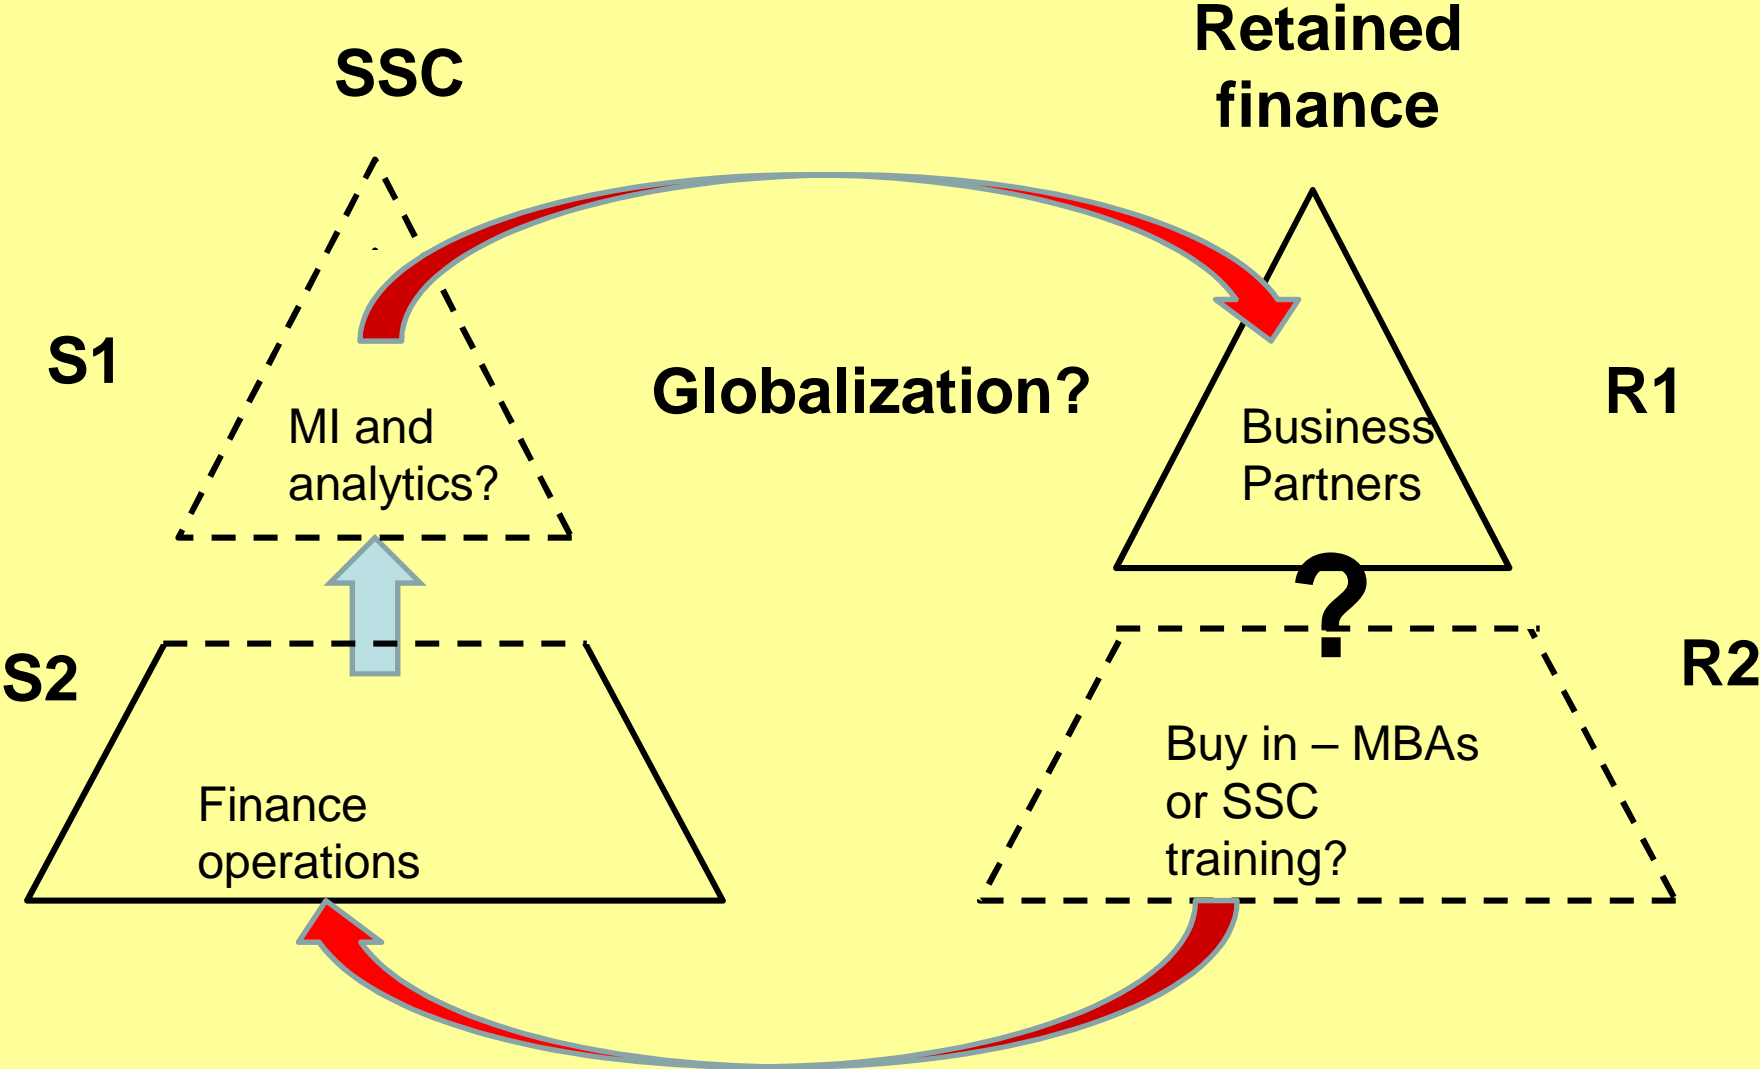 SSC
Retained
finance
S1
MI and
analytics?
Globalization?
Business
Partners
R1
?
S2
Finance
operations
Buy in – MBAs
or SSC
training?
R2